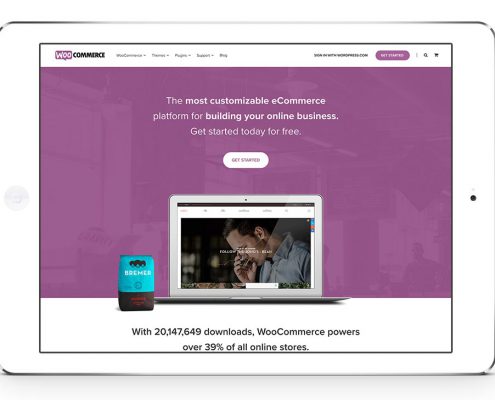 WOO COMMERCE
WooCommerce Themes Plugins Support Blog
SIGN IN WITH WORDPRESS.COM GET STARTED
The most customizable eCommerce
platform for building your online business.
Get started today for free.
GET STARTED
BREMER
With 20,147,649 downloads, WooCommerce powers
over 39% of all online stores.